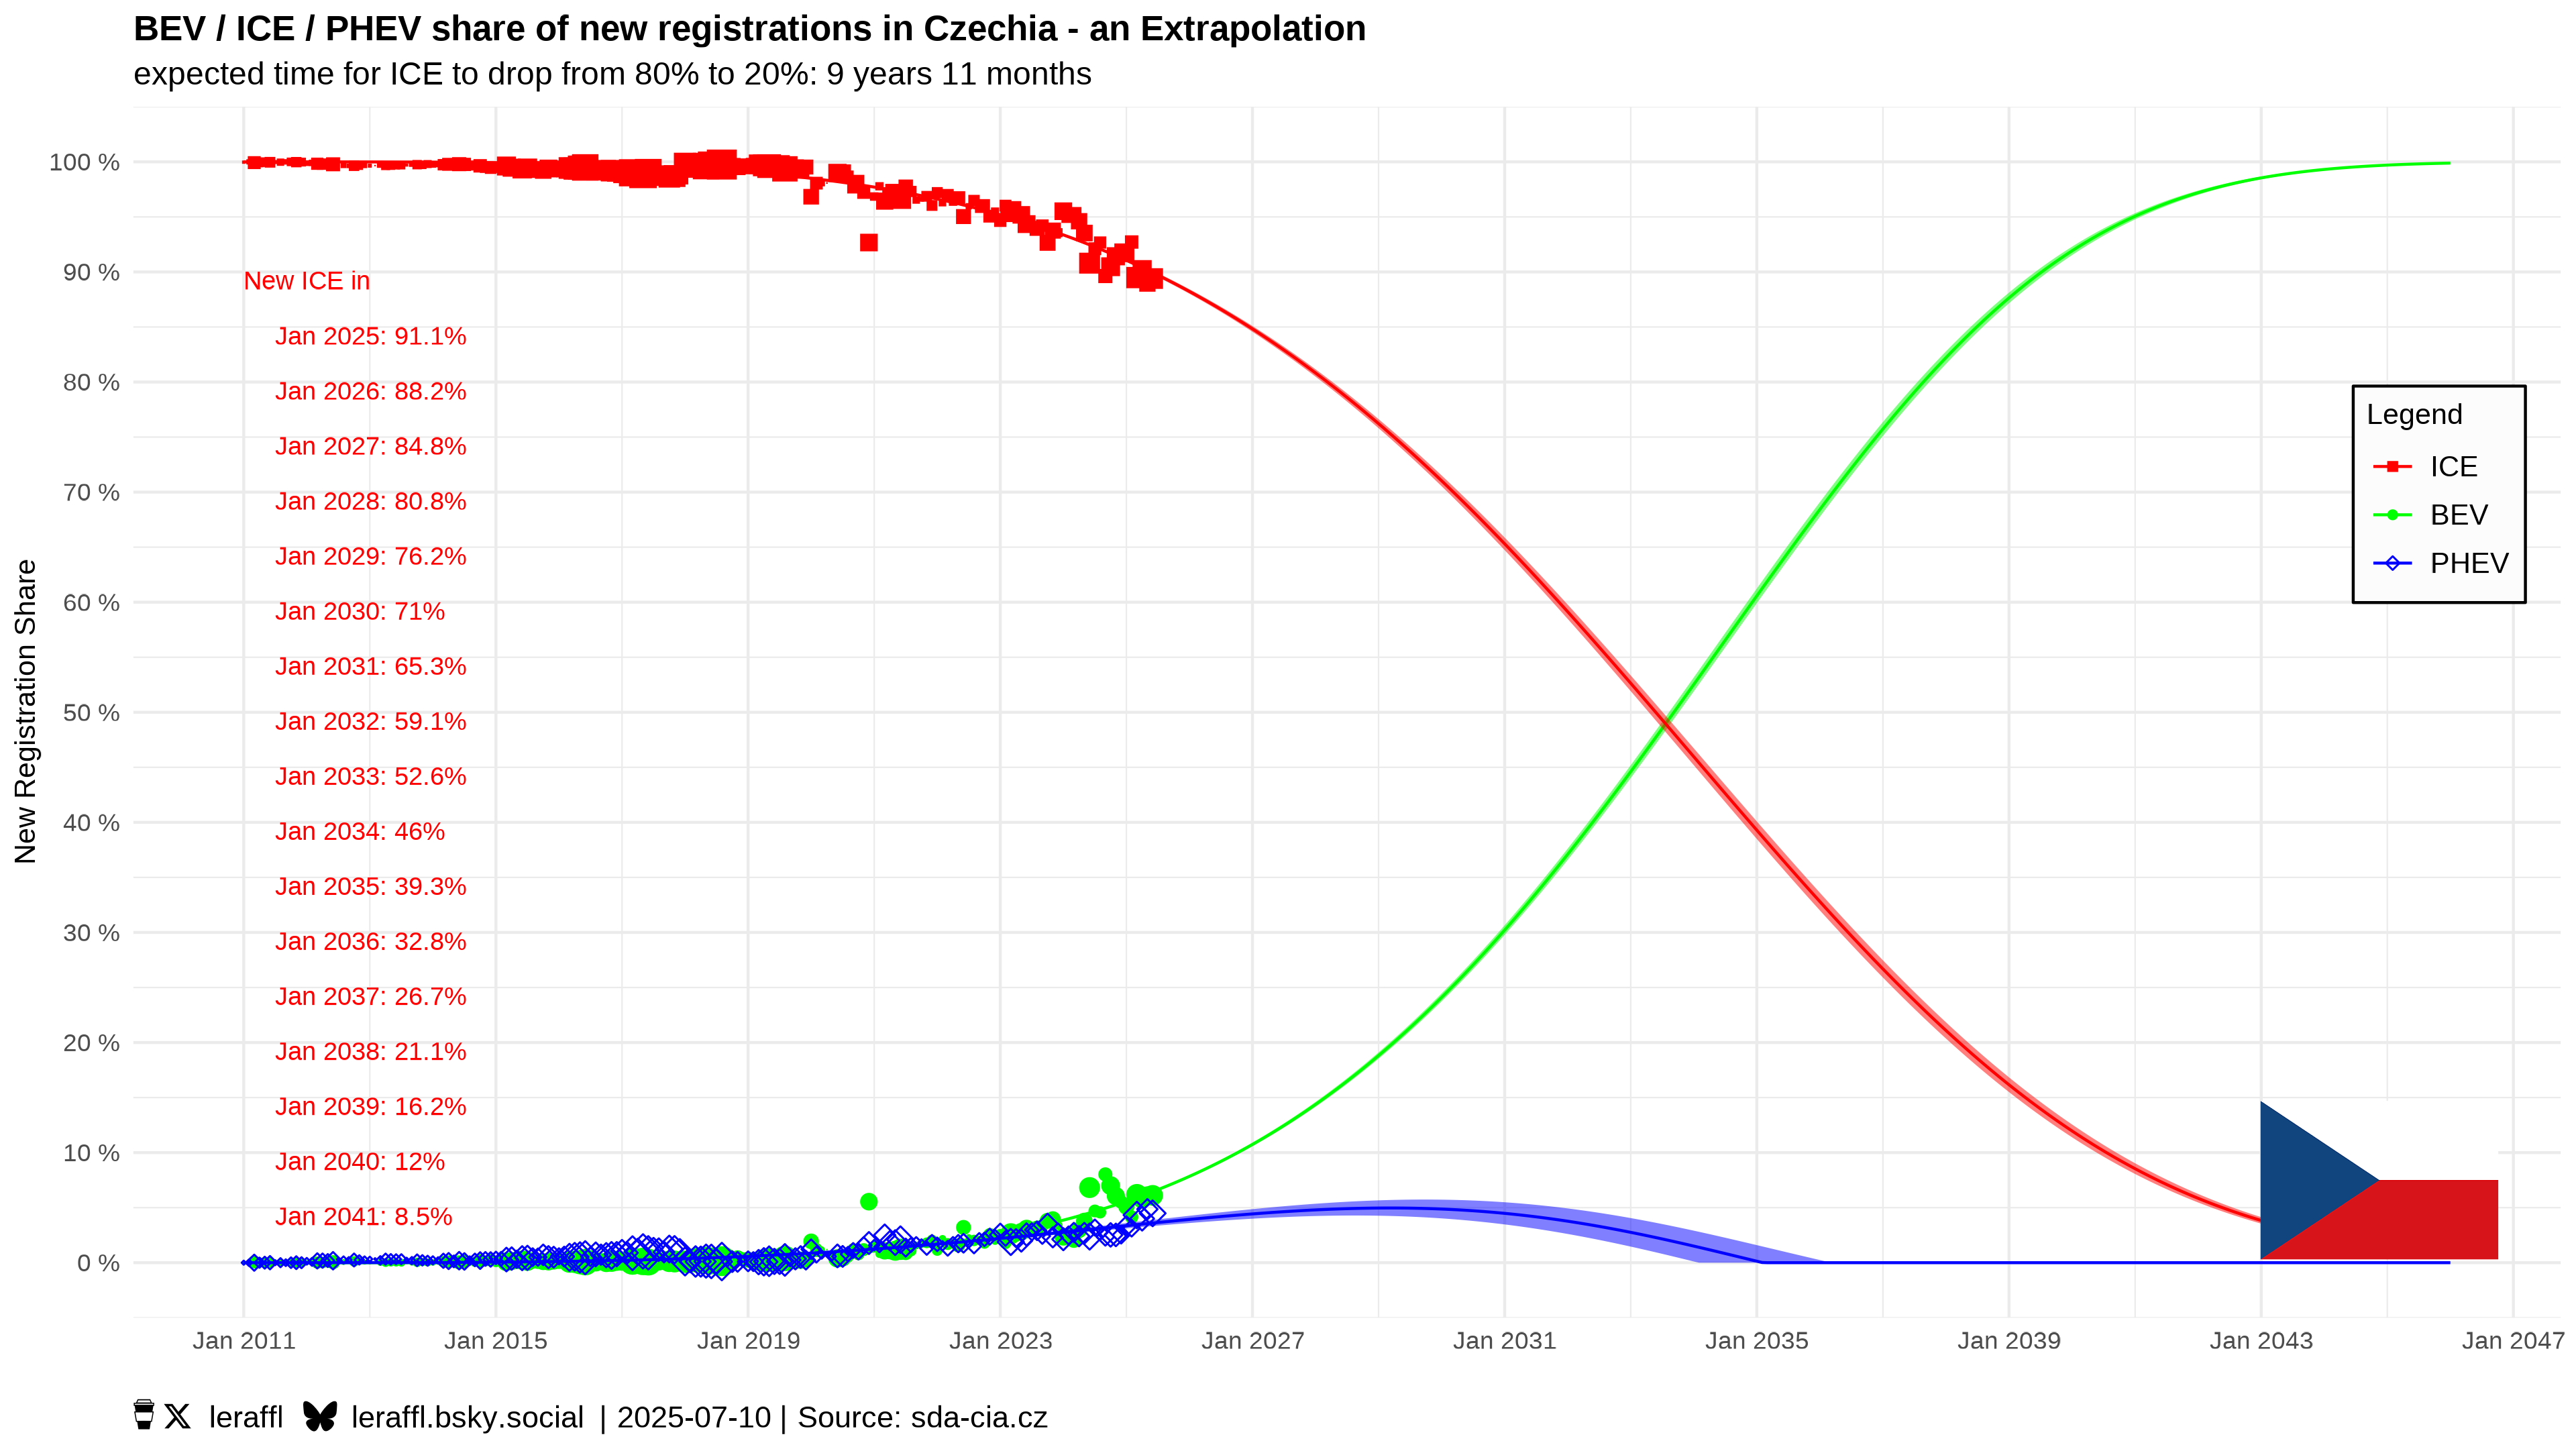 BEV / ICE / PHEV share of new registrations in Czechia - an Extrapolation
expected time for ICE to drop from 80% to 20%: 9 years 11 months
New Registration Share
100 %
90 %
80 %
70 %
60 %
50 %
40 %
30 %
20 %
10 %
0 %
New ICE in
Jan 2025: 91.1%
Jan 2026: 88.2%
Jan 2027: 84.8%
Jan 2028: 80.8%
Jan 2029: 76.2%
Jan 2030: 71%
Jan 2031: 65.3%
Jan 2032: 59.1%
Jan 2033: 52.6%
Jan 2034: 46%
Jan 2035: 39.3%
Jan 2036: 32.8%
Jan 2037: 26.7%
Jan 2038: 21.1%
Jan 2039: 16.2%
Jan 2040: 12%
Jan 2041: 8.5%
Legend
ICE
BEV
PHEV
Jan 2011 Jan 2015 Jan 2019 Jan 2023 Jan 2027 Jan 2031 Jan 2035 Jan 2039 Jan 2043 Jan 2047
leraffl leraffl.bsky.social | 2025-07-10 | Source: sda-cia.cz